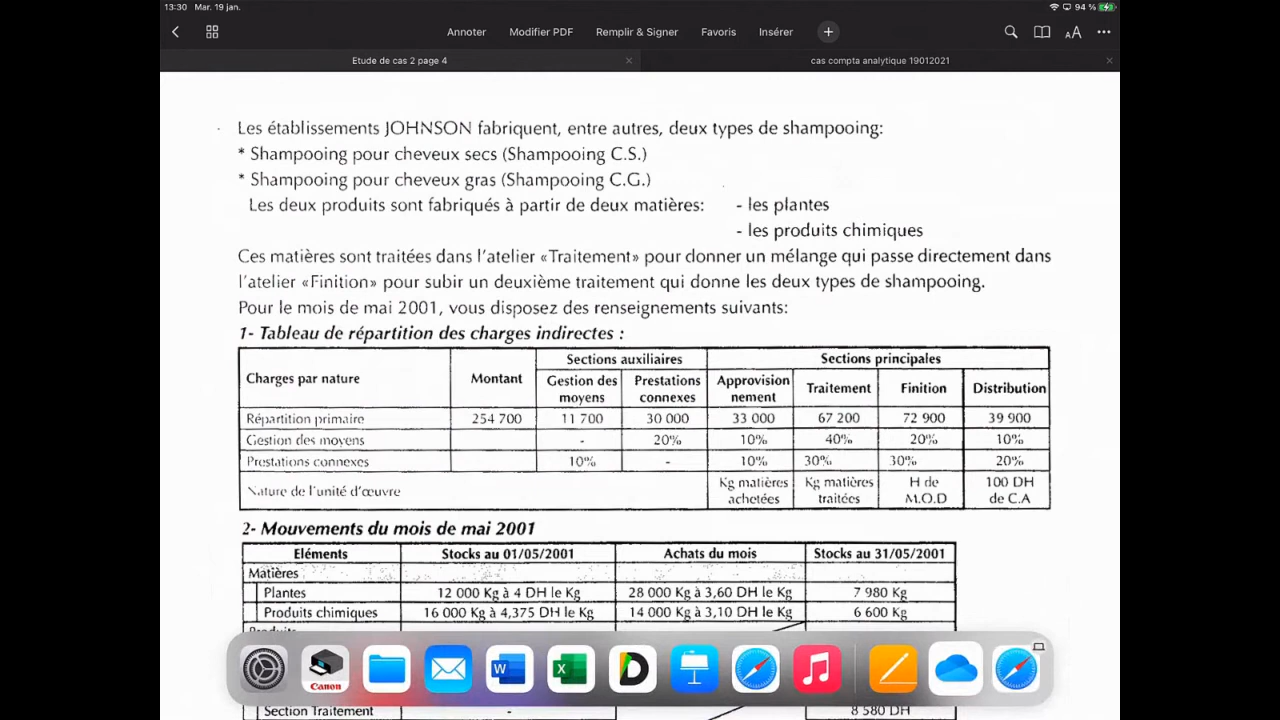 13:30 Mar. 19 jan.
94 %
Annoter Modifier PDF Remplir & Signer Favoris Insérer
Etude de cas 2 page 4 cas compta analytique 19012021
Les établissements JOHNSON fabriquent, entre autres, deux types de shampooing:
* Shampooing pour cheveux secs (Shampooing C.S.)
* Shampooing pour cheveux gras (Shampooing C.G.)
Les deux produits sont fabriqués à partir de deux matières: - les plantes
- les produits chimiques
Ces matières sont traitées dans l'atelier «Traitement» pour donner un mélange qui passe directement dans
l'atelier «Finition» pour subir un deuxième traitement qui donne les deux types de shampooing.
Pour le mois de mai 2001, vous disposez des renseignements suivants:
1- Tableau de répartition des charges indirectes :
Sections auxiliaires Sections principales
Charges par nature Montant Gestion des moyens Prestations connexes Approvision nement Traitement Finition Distribution
Répartition primaire 254 700 11 700 30 000 33 000 67 200 72 900 39 900
Gestion des moyens - 20% 10% 40% 20% 10%
Prestations connexes 10% - 10% 30% 30% 20%
Nature de l'unité d'œuvre Kg matières achetées Kg matières traitées H de M.O.D 100 DH de C.A
2- Mouvements du mois de mai 2001
Eléments Stocks au 01/05/2001 Achats du mois Stocks au 31/05/2001
Matières
Plantes 12 000 Kg à 4 DH le Kg 28 000 Kg à 3,60 DH le Kg 7 980 Kg
Produits chimiques 16 000 Kg à 4,375 DH le Kg 14 000 Kg à 3,10 DH le Kg 6 600 Kg
Produits
Canon
Section Traitement - 8 580 DH